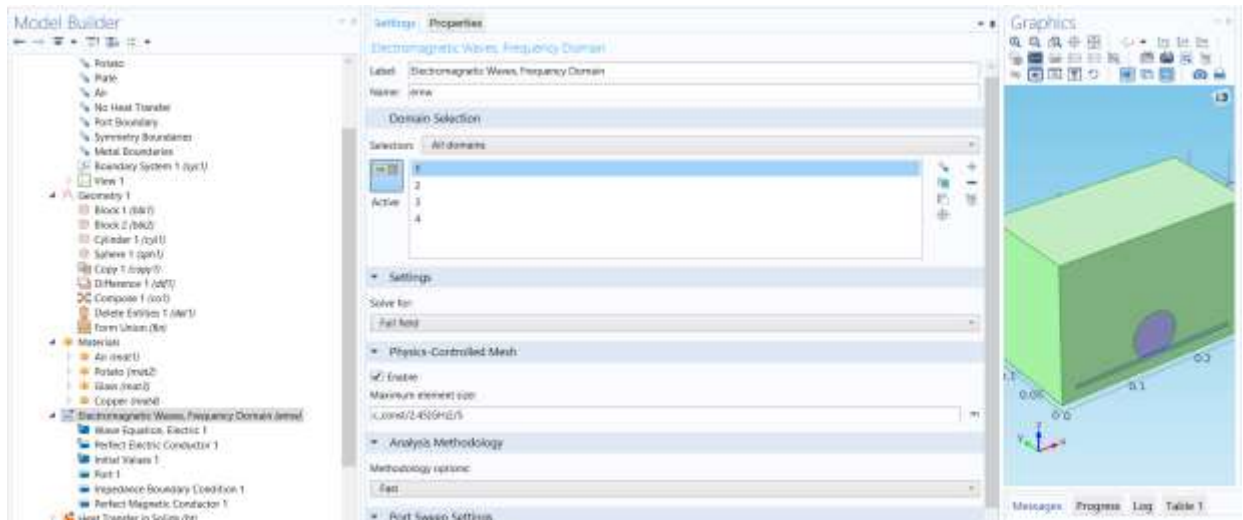 Model Builder
Potato
Plate
Air
No Heat Transfer
Port Boundary
Symmetry Boundaries
Metal Boundaries
Boundary System 1 (sys1)
View 1
Geometry 1
Block 1 (blk1)
Block 2 (blk2)
Cylinder 1 (cyl1)
Sphere 1 (sph1)
Copy 1 (copy1)
Difference 1 (dif1)
Compose 1 (co1)
Delete Entities 1 (del1)
Form Union (fin)
Materials
Air (mat1)
Potato (mat2)
Glass (mat3)
Copper (mat4)
Electromagnetic Waves, Frequency Domain (emw)
Wave Equation, Electric 1
Perfect Electric Conductor 1
Initial Values 1
Port 1
Impedance Boundary Condition 1
Perfect Magnetic Conductor 1
Heat Transfer in Solids (ht)
Settings Properties
Electromagnetic Waves, Frequency Domain
Label: Electromagnetic Waves, Frequency Domain
Name: emw
Domain Selection
Selection: All domains
1
2
Active 3
4
Settings
Solve for:
Full field
Physics-Controlled Mesh
Enable
Maximum element size:
c_const/2.45[GHz]/5 m
Analysis Methodology
Methodology options:
Fast
Port Sweep Settings
Graphics
0.2
0.1
0.05
0 0
y z x
Messages Progress Log Table 1